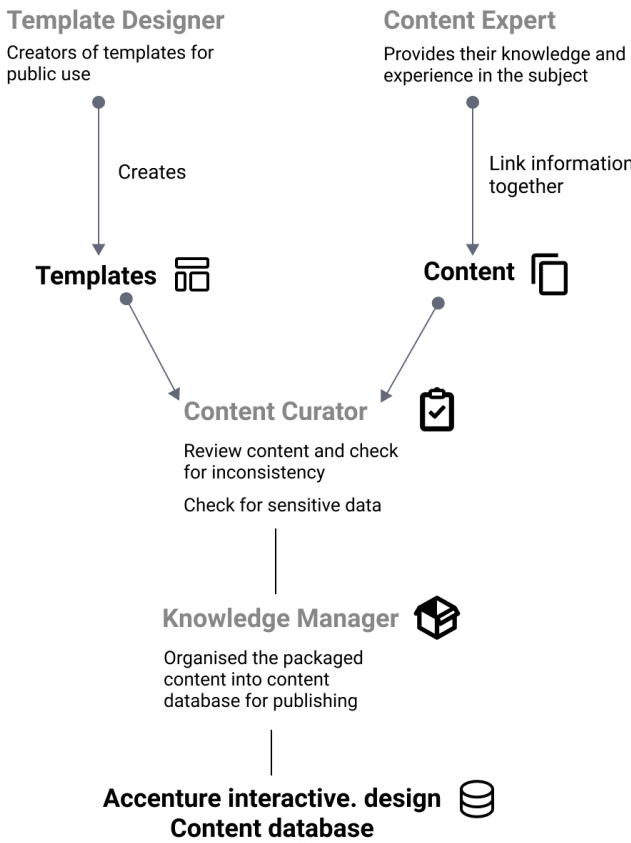 Template Designer
Creators of templates for
public use
Content Expert
Provides their knowledge and
experience in the subject
Creates
Link information
together
Templates
Content
Content Curator
Review content and check
for inconsistency
Check for sensitive data
Knowledge Manager
Organised the packaged
content into content
database for publishing
Accenture interactive. design
Content database